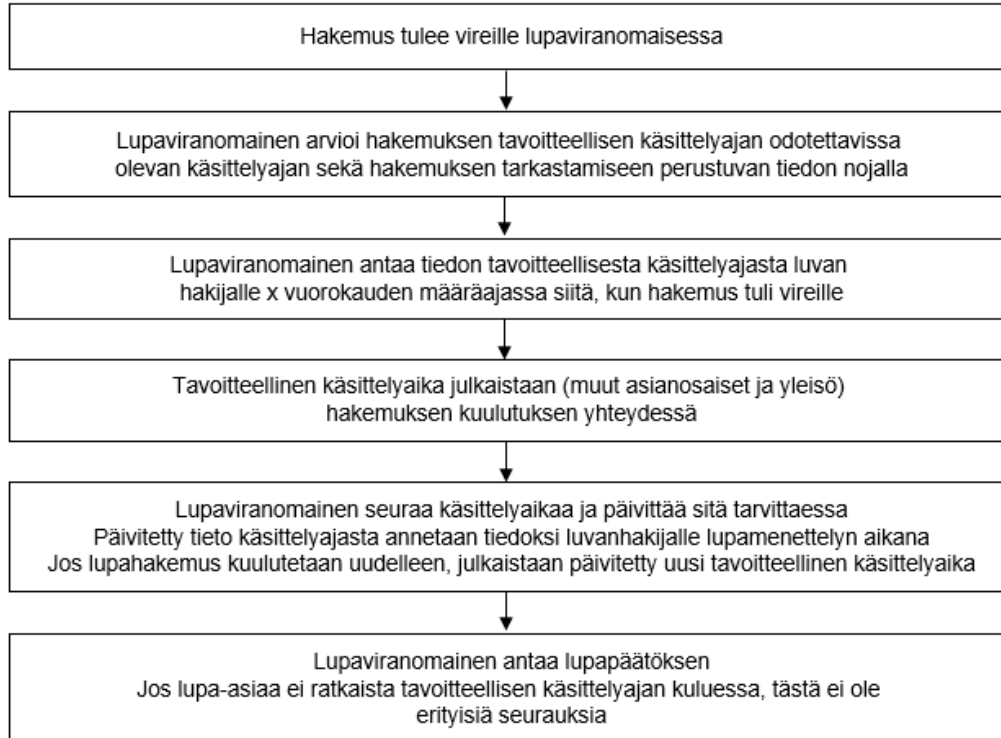 Hakemus tulee vireille lupaviranomaisessa
Lupaviranomainen arvioi hakemuksen tavoitteellisen käsittelyajan odotettavissa
olevan käsittelyajan sekä hakemuksen tarkastamiseen perustuvan tiedon nojalla
Lupaviranomainen antaa tiedon tavoitteellisesta käsittelyajasta luvan
hakijalle x vuorokauden määräajassa siitä, kun hakemus tuli vireille
Tavoitteellinen käsittelyaika julkaistaan (muut asianosaiset ja yleisö)
hakemuksen kuulutuksen yhteydessä
Lupaviranomainen seuraa käsittelyaikaa ja päivittää sitä tarvittaessa
Päivitetty tieto käsittelyajasta annetaan tiedoksi luvanhakijalle lupamenettelyn aikana
Jos lupahakemus kuulutetaan uudelleen, julkaistaan päivitetty uusi tavoitteellinen käsittelyaika
Lupaviranomainen antaa lupapäätöksen
Jos lupa-asiaa ei ratkaista tavoitteellisen käsittelyajan kuluessa, tästä ei ole
erityisiä seurauksia